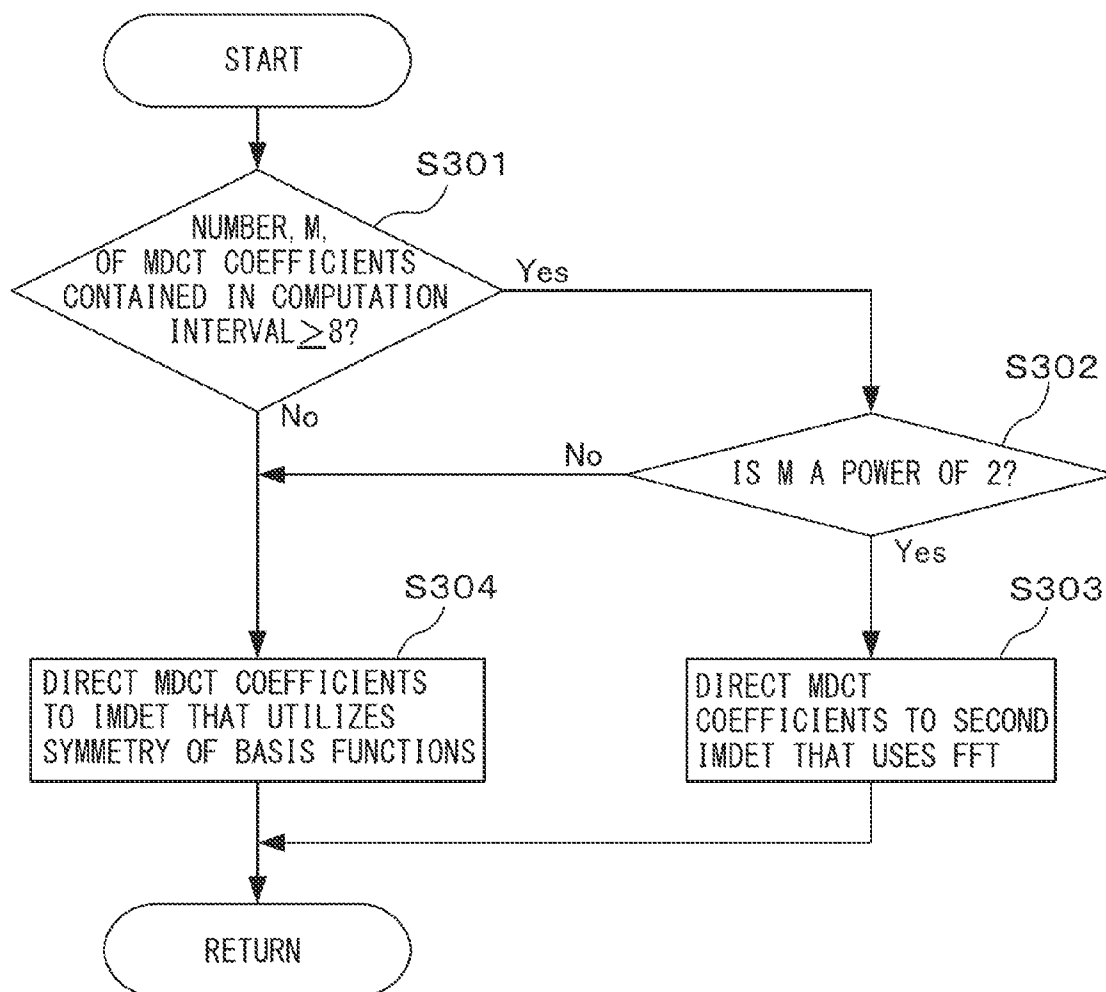 START
S301
NUMBER, M,
OF MDCT COEFFICIENTS
CONTAINED IN COMPUTATION
INTERVAL ≥8?
Yes
No
S302
IS M A POWER OF 2?
No
Yes
S304
DIRECT MDCT COEFFICIENTS
TO IMDET THAT UTILIZES
SYMMETRY OF BASIS FUNCTIONS
S303
DIRECT MDCT
COEFFICIENTS TO SECOND
IMDET THAT USES FFT
RETURN